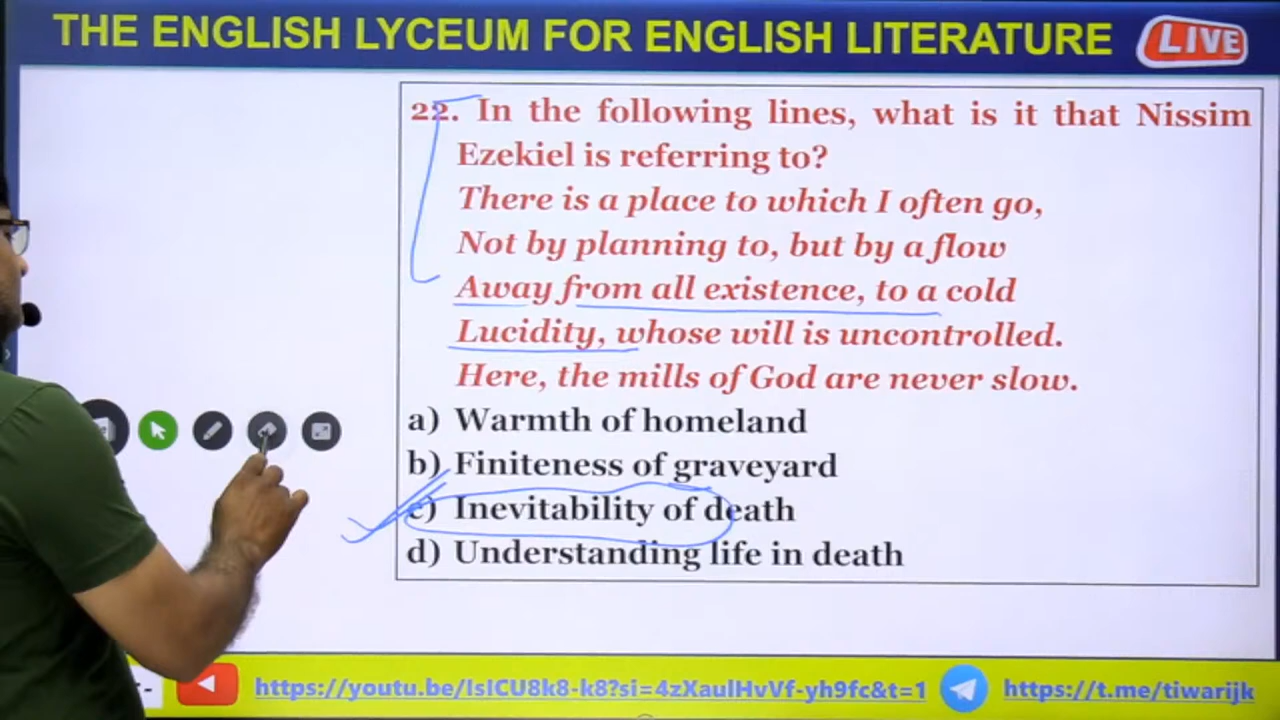 THE ENGLISH LYCEUM FOR ENGLISH LITERATURE
LIVE
22. In the following lines, what is it that Nissim
Ezekiel is referring to?
There is a place to which I often go,
Not by planning to, but by a flow
Away from all existence, to a cold
Lucidity, whose will is uncontrolled.
Here, the mills of God are never slow.
a) Warmth of homeland
b) Finiteness of graveyard
c) Inevitability of death
d) Understanding life in death
https://youtu.be/IsICU8k8-k8?si=4zXaulHvVf-yh9fc&t=1
https://t.me/tiwarijk